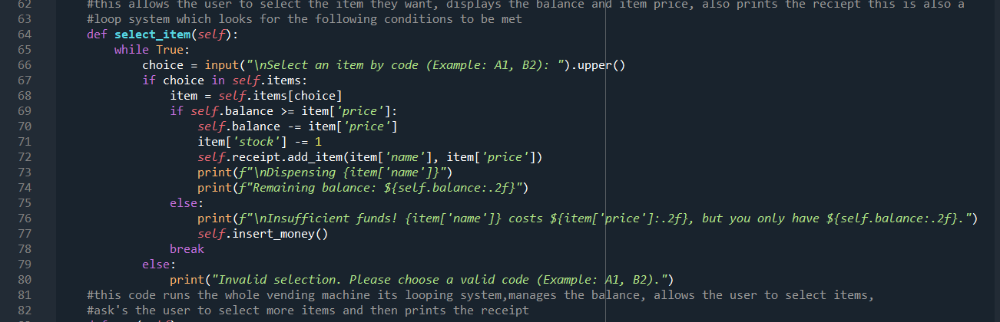 62 #this allows the user to select the item they want, displays the balance and item price, also prints the reciept this is also a
63 #loop system which looks for the following conditions to be met
64 def select_item(self):
65 while True:
66 choice = input("\nSelect an item by code (Example: A1, B2): ").upper()
67 if choice in self.items:
68 item = self.items[choice]
69 if self.balance >= item['price']:
70 self.balance -= item['price']
71 item['stock'] -= 1
72 self.receipt.add_item(item['name'], item['price'])
73 print(f"\nDispensing {item['name']}")
74 print(f"Remaining balance: ${self.balance:.2f}")
75 else:
76 print(f"\nInsufficient funds! {item['name']} costs ${item['price']:.2f}, but you only have ${self.balance:.2f}.")
77 self.insert_money()
78 break
79 else:
80 print("Invalid selection. Please choose a valid code (Example: A1, B2).")
81 #this code runs the whole vending machine its looping system,manages the balance, allows the user to select items,
82 #ask's the user to select more items and then prints the receipt